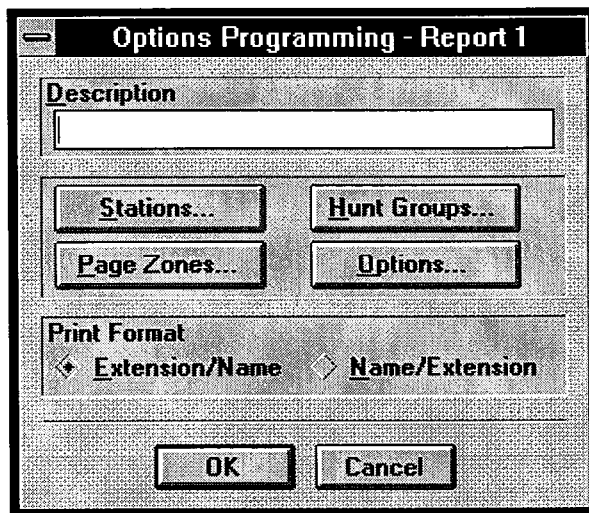 Options Programming - Report 1
Description
Stations... Hunt Groups...
Page Zones... Options...
Print Format
Extension/Name Name/Extension
OK Cancel